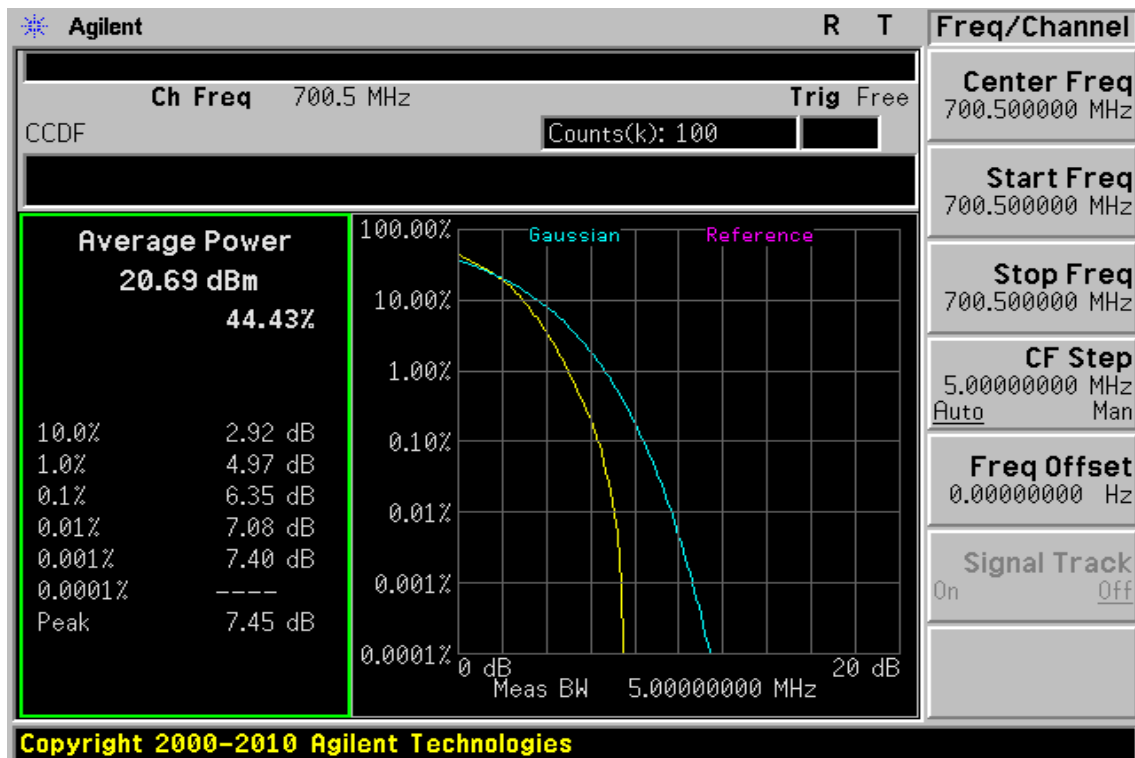 Agilent R T
Ch Freq 700.5 MHz Trig Free
CCDF Counts(k): 100
Average Power
20.69 dBm
44.43%
10.0% 2.92 dB
1.0% 4.97 dB
0.1% 6.35 dB
0.01% 7.08 dB
0.001% 7.40 dB
0.0001% ----
Peak 7.45 dB
Gaussian Reference
100.00%
10.00%
1.00%
0.10%
0.01%
0.001%
0.0001%
0 dB 20 dB
Meas BW 5.00000000 MHz
Freq/Channel
Center Freq
700.500000 MHz
Start Freq
700.500000 MHz
Stop Freq
700.500000 MHz
CF Step
5.00000000 MHz
Auto Man
Freq Offset
0.00000000 Hz
Signal Track
On Off
Copyright 2000-2010 Agilent Technologies